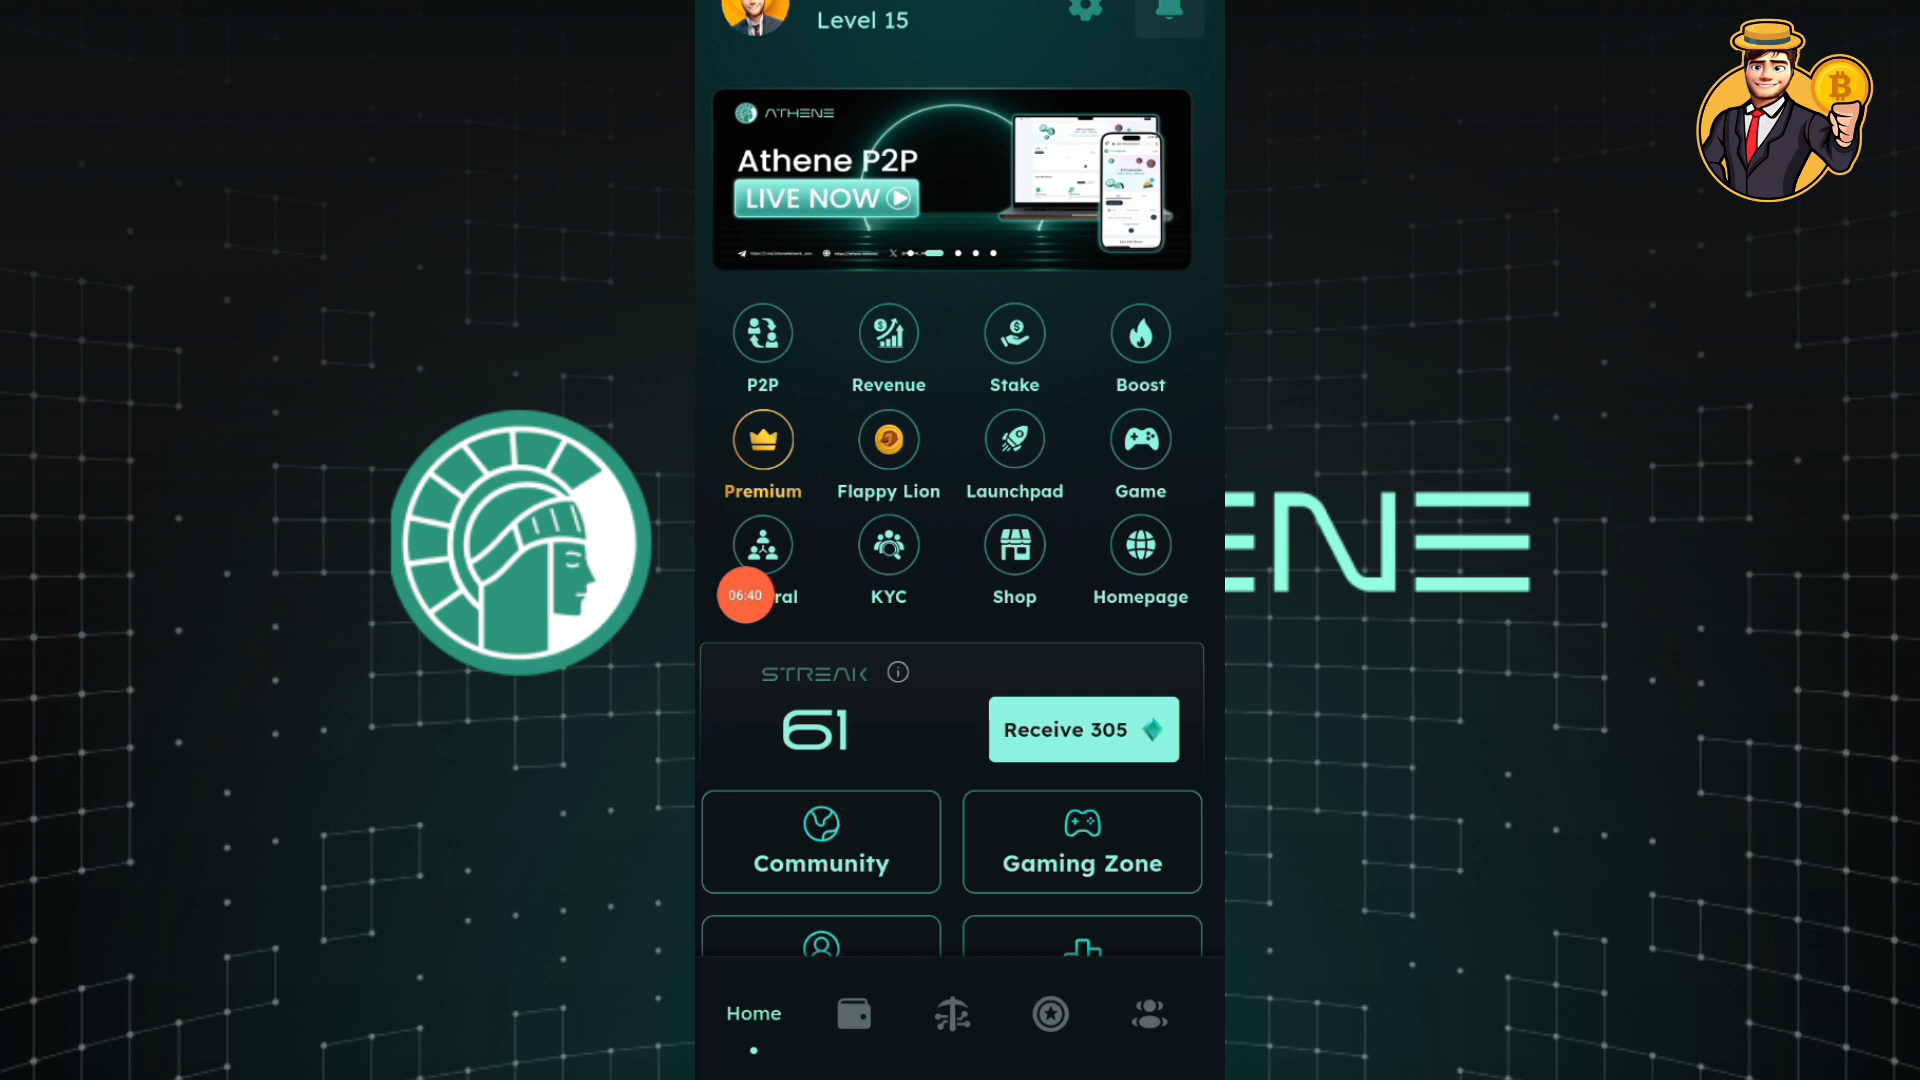 Level 15
ATHENE
Athene P2P
LIVE NOW
P2P
Revenue
Stake
Boost
Premium
Flappy Lion
Launchpad
Game
06:40
ral
KYC
Shop
Homepage
STREAK
61
Receive 305
Community
Gaming Zone
Home
ENE